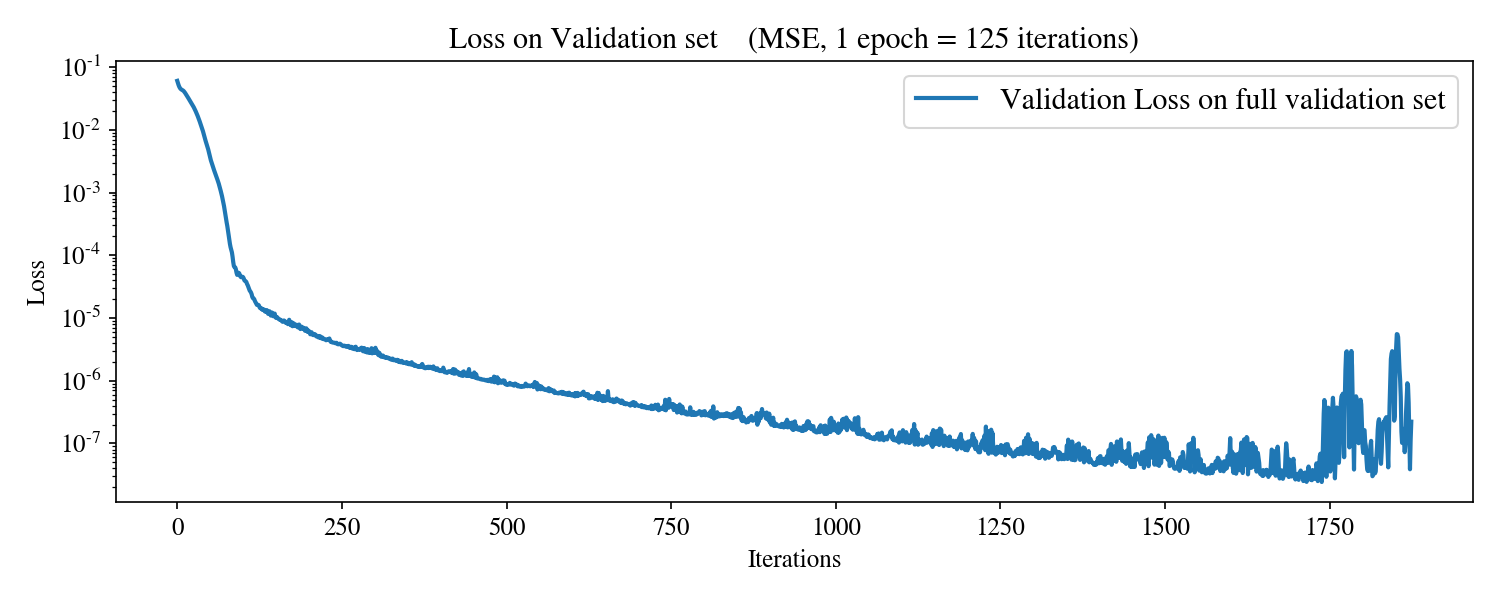 Loss on Validation set (MSE, 1 epoch = 125 iterations)
Validation Loss on full validation set
Loss
10-1
10-2
10-3
10-4
10-5
10-6
10-7
0 250 500 750 1000 1250 1500 1750
Iterations